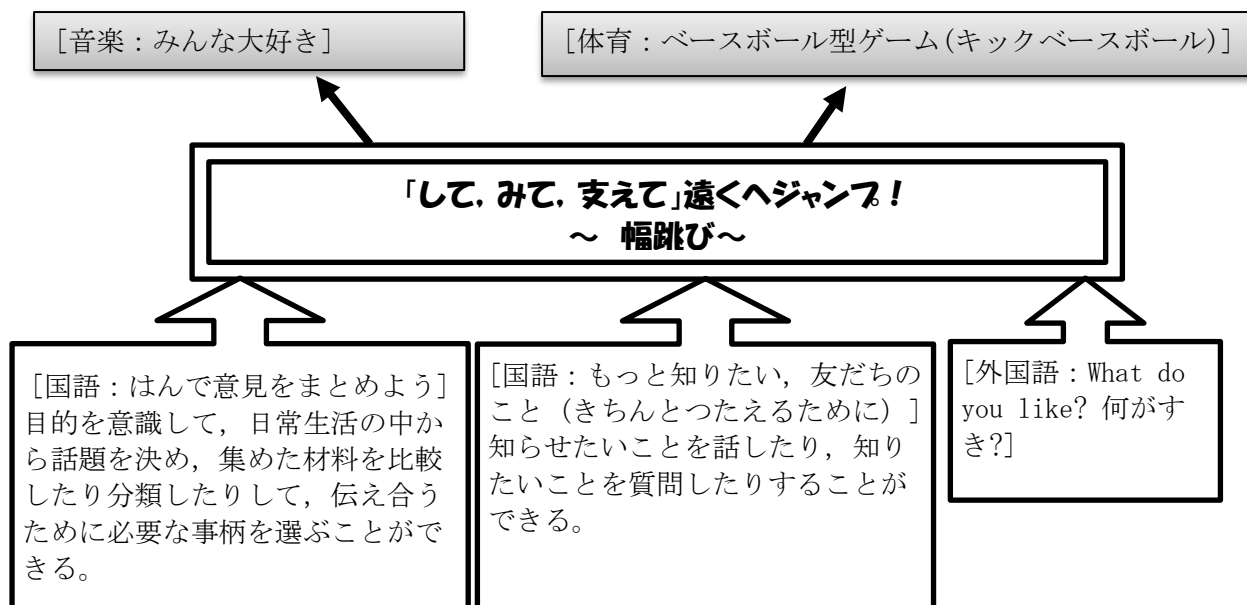 [音楽：みんな大好き]
[体育：ベースボール型ゲーム(キックベースボール)]
「して，みて，支えて」遠くへジャンプ！
～ 幅跳び～
[国語：はんで意見をまとめよう]
目的を意識して，日常生活の中か
ら話題を決め，集めた材料を比較
したり分類したりして，伝え合う
ために必要な事柄を選ぶことがで
きる。
[国語：もっと知りたい，友だちの
こと（きちんとつたえるために）]
知らせたいことを話したり，知り
たいことを質問したりすることが
できる。
[外国語：What do
you like? 何がす
き?]